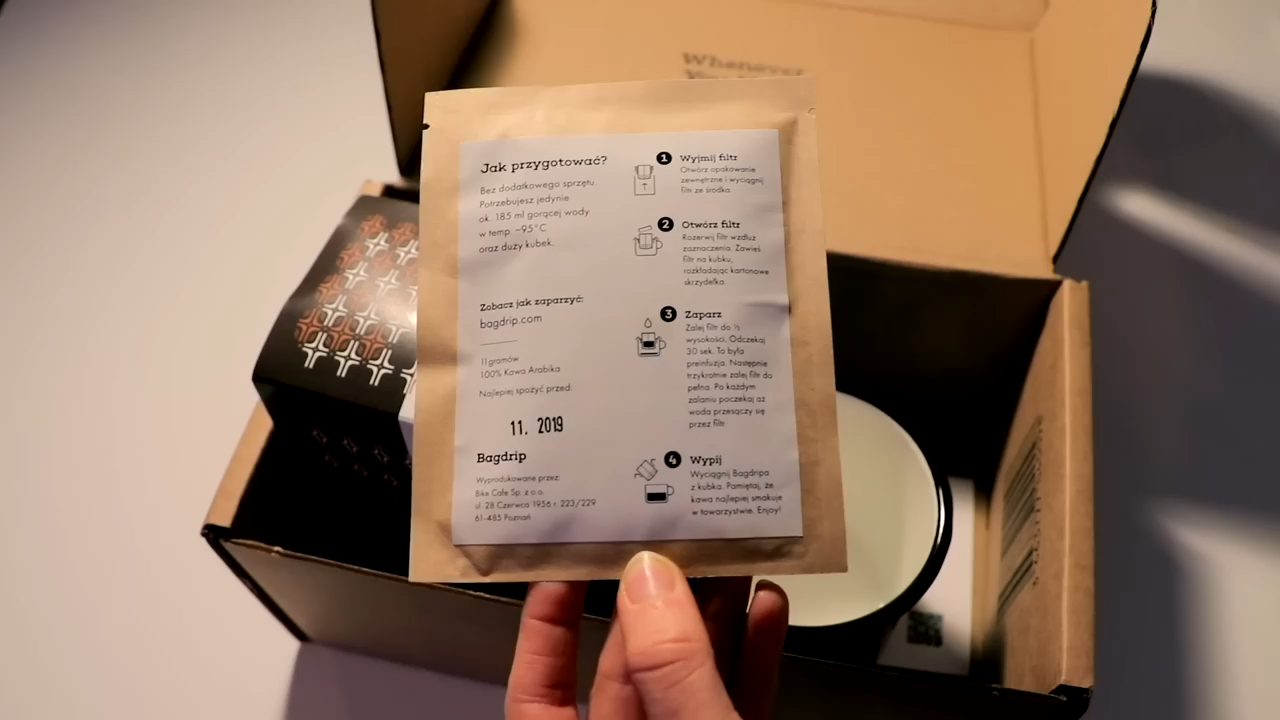 Whenever
Jak przygotować?
Bez dodatkowego sprzętu.
Potrzebujesz jedynie
ok. 185 ml gorącej wody
w temp. ~95°C
oraz duży kubek.
Zobacz jak zaparzyć:
bagdrip.com
11gramów
100% Kawa Arabika
Najlepiej spożyć przed:
11. 2019
Bagdrip
Wyprodukowane przez:
Bike Cafe Sp. z o.o.
ul. 28 Czerwca 1956 r. 223/229
61-485 Poznań
1 Wyjmij filtr
Otwórz opakowanie
zewnętrzne i wyciągnij
filtr ze środka.
2 Otwórz filtr
Rozerwij filtr wzdłuż
zaznaczenia. Zawieś
filtr na kubku,
rozkładając kartonowe
skrzydełka.
3 Zaparz
Zalej filtr do ½
wysokości. Odczekaj
30 sek. To była
preinfuzja. Następnie
trzykrotnie zalej filtr do
pełna. Po każdym
zalaniu poczekaj aż
woda przesączy się
przez filtr.
4 Wypij
Wyciągnij Bagdripa
z kubka. Pamiętaj, że
kawa najlepiej smakuje
w towarzystwie. Enjoy!